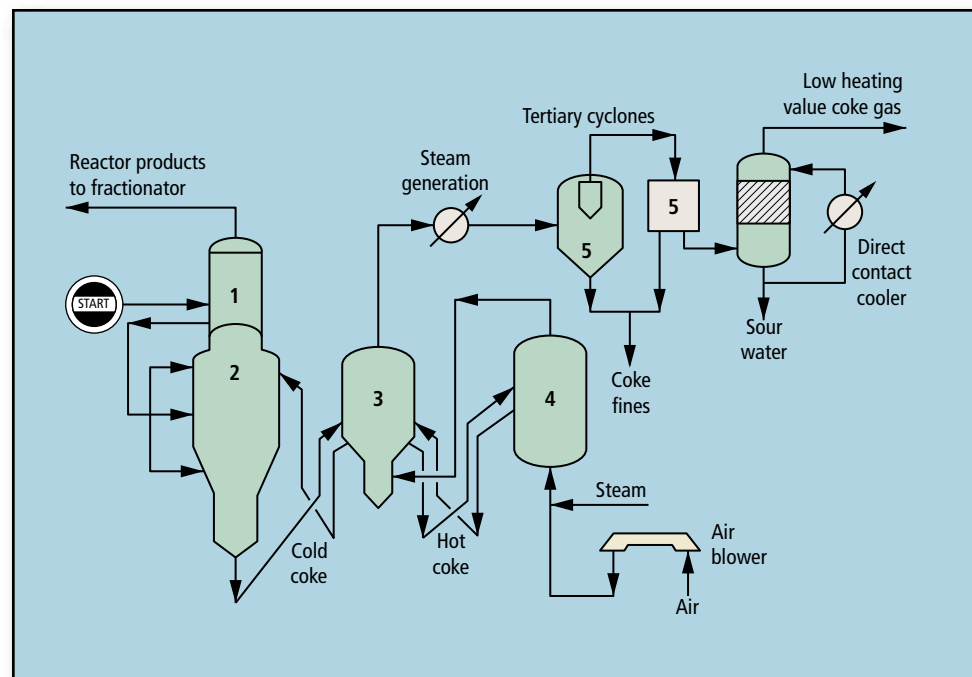 Low heating
value coke gas
Tertiary cyclones
Reactor products
to fractionator
Steam
generation
5
5
START
1
Direct
contact
cooler
Sour
water
2
3
4
Coke
fines
Steam
Cold
coke
Hot
coke
Air
blower
Air